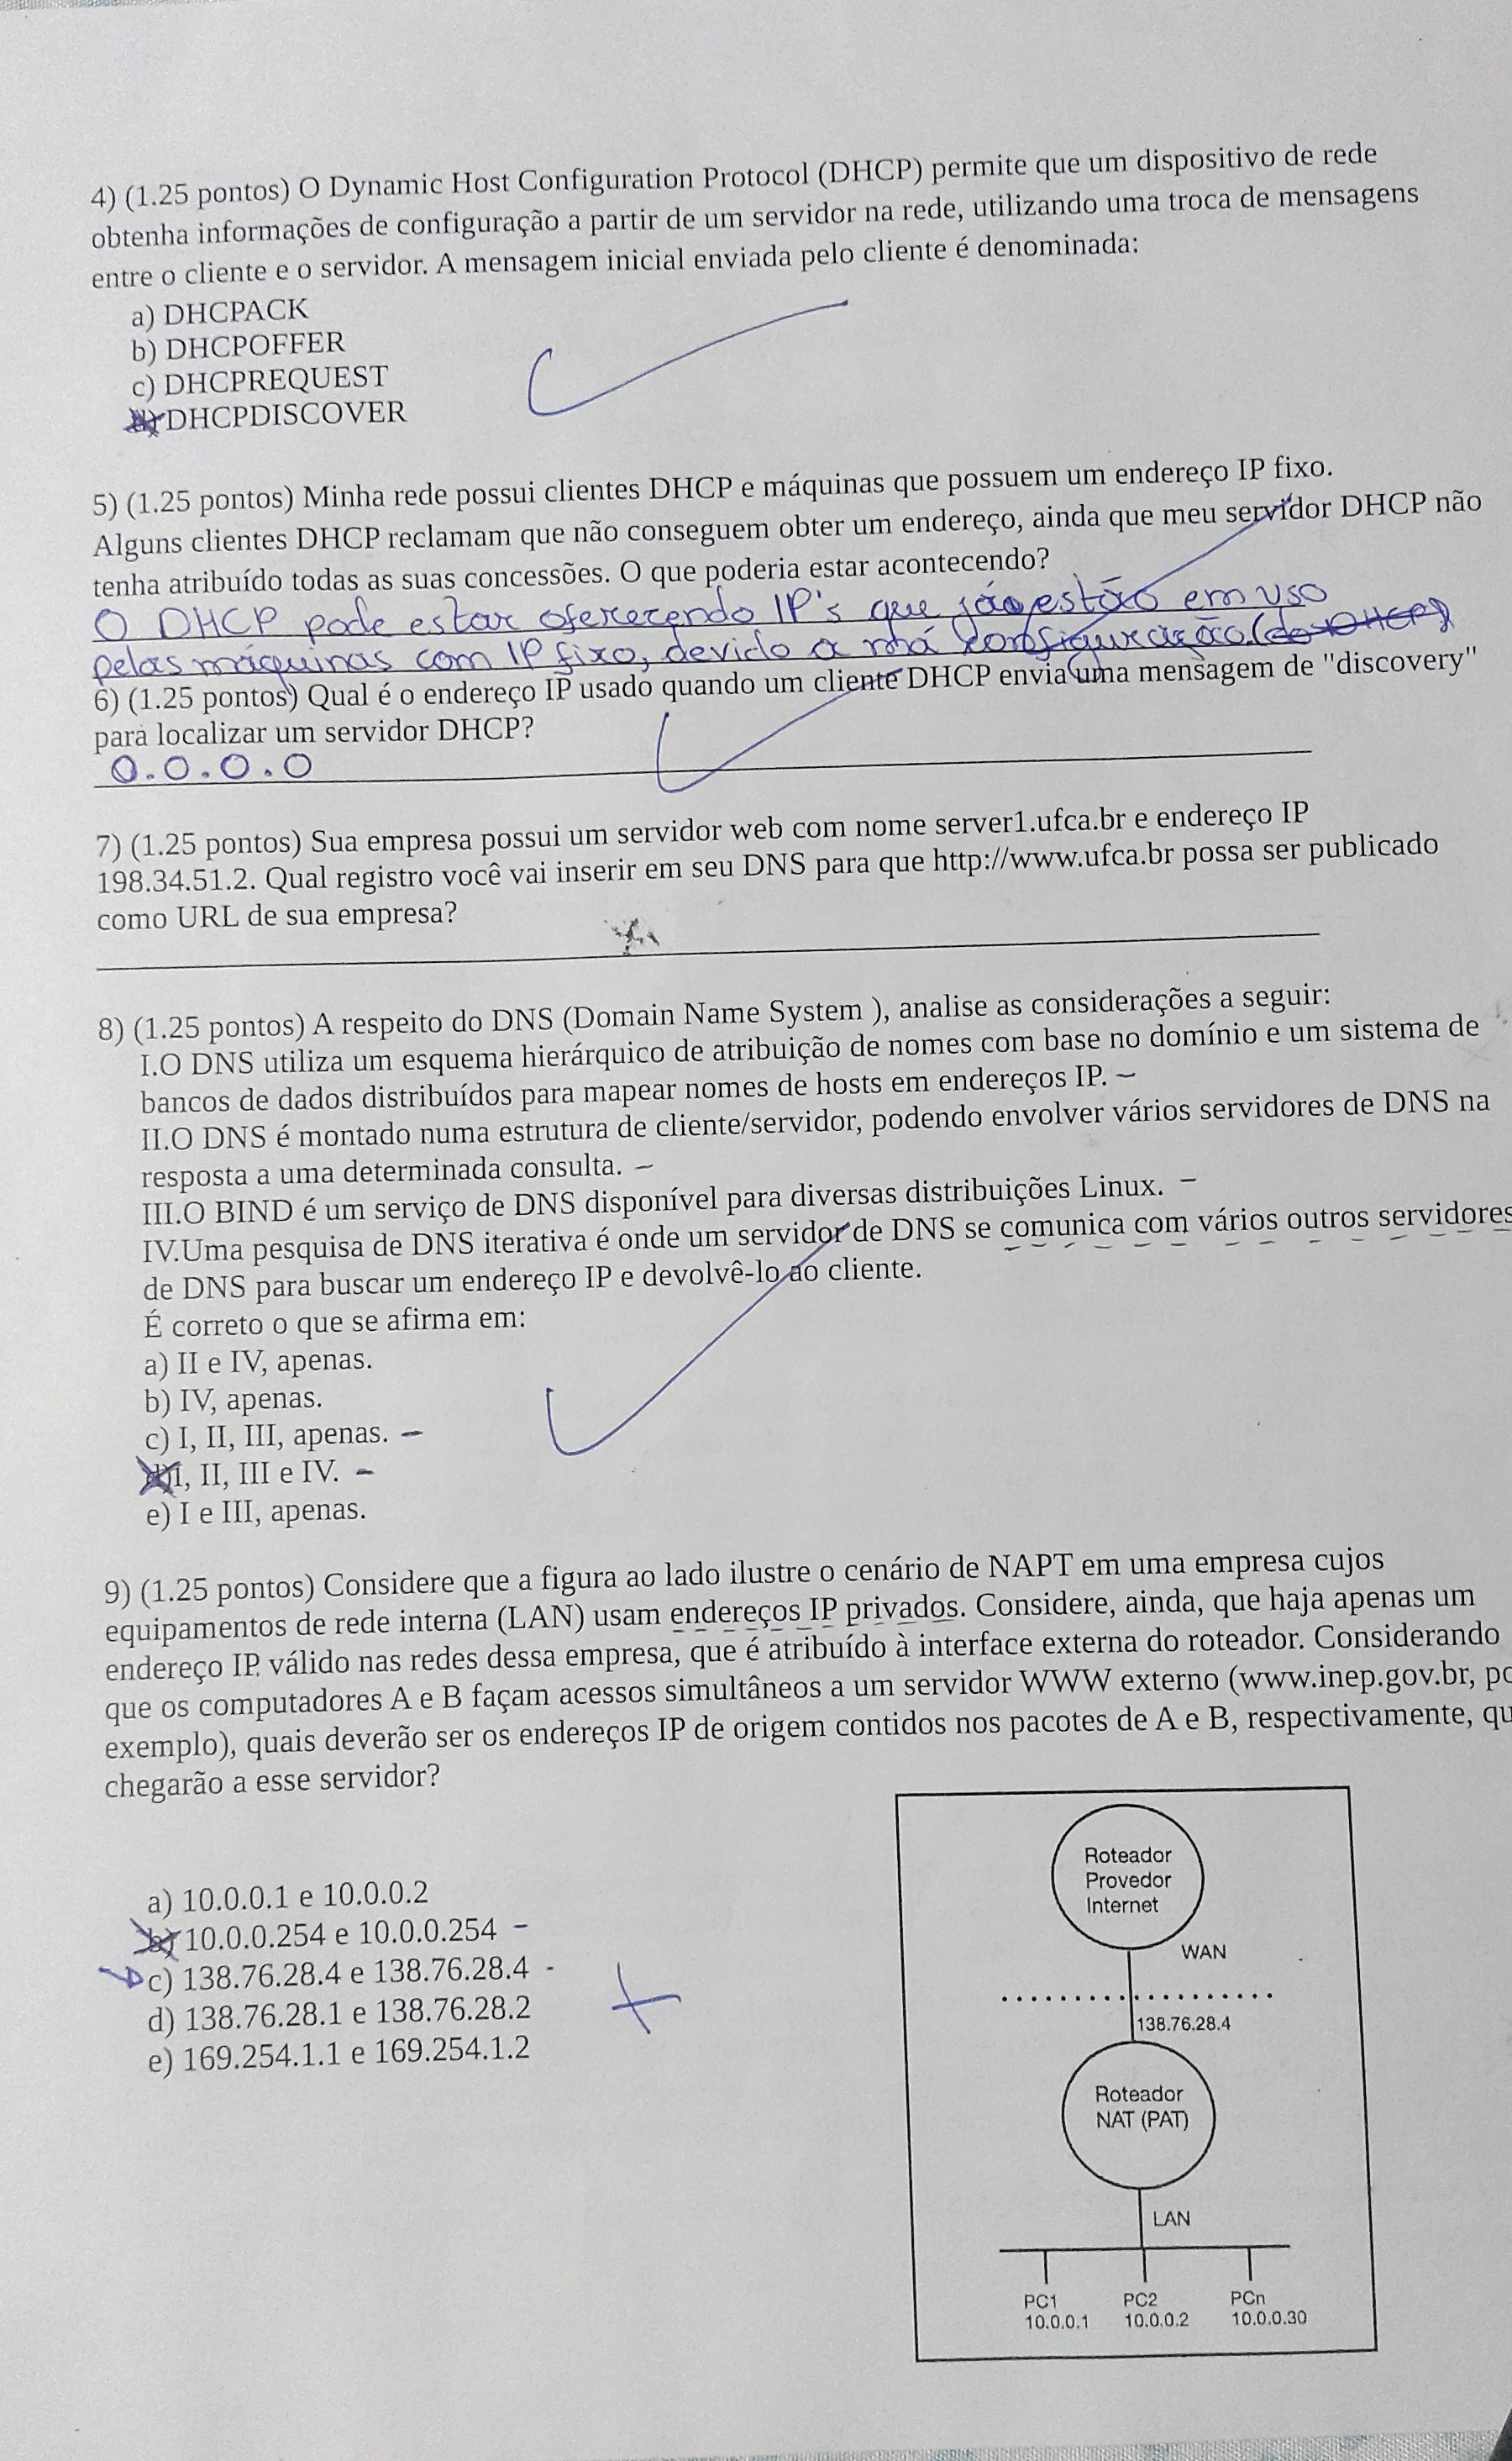 4) (1.25 pontos) O Dynamic Host Configuration Protocol (DHCP) permite que um dispositivo de rede
obtenha informações de configuração a partir de um servidor na rede, utilizando uma troca de mensagens
entre o cliente e o servidor. A mensagem inicial enviada pelo cliente é denominada:
a) DHCPACK
b) DHCPOFFER
c) DHCPREQUEST
d) DHCPDISCOVER
5) (1.25 pontos) Minha rede possui clientes DHCP e máquinas que possuem um endereço IP fixo.
Alguns clientes DHCP reclamam que não conseguem obter um endereço, ainda que meu servidor DHCP não
tenha atribuído todas as suas concessões. O que poderia estar acontecendo?
O DHCP pode estar oferecendo IP's que já estão em uso
pelas máquinas com IP fixo, devido a má configuração. (do DHCP)
6) (1.25 pontos) Qual é o endereço IP usado quando um cliente DHCP envia uma mensagem de "discovery"
para localizar um servidor DHCP?
0.0.0.0
7) (1.25 pontos) Sua empresa possui um servidor web com nome server1.ufca.br e endereço IP
198.34.51.2. Qual registro você vai inserir em seu DNS para que http://www.ufca.br possa ser publicado
como URL de sua empresa?
8) (1.25 pontos) A respeito do DNS (Domain Name System ), analise as considerações a seguir:
I.O DNS utiliza um esquema hierárquico de atribuição de nomes com base no domínio e um sistema de
bancos de dados distribuídos para mapear nomes de hosts em endereços IP. –
II.O DNS é montado numa estrutura de cliente/servidor, podendo envolver vários servidores de DNS na
resposta a uma determinada consulta. –
III.O BIND é um serviço de DNS disponível para diversas distribuições Linux. –
IV.Uma pesquisa de DNS iterativa é onde um servidor de DNS se comunica com vários outros servidores
de DNS para buscar um endereço IP e devolvê-lo ao cliente.
É correto o que se afirma em:
a) II e IV, apenas.
b) IV, apenas.
c) I, II, III, apenas. –
d) I, II, III e IV. –
e) I e III, apenas.
9) (1.25 pontos) Considere que a figura ao lado ilustre o cenário de NAPT em uma empresa cujos
equipamentos de rede interna (LAN) usam endereços IP privados. Considere, ainda, que haja apenas um
endereço IP válido nas redes dessa empresa, que é atribuído à interface externa do roteador. Considerando
que os computadores A e B façam acessos simultâneos a um servidor WWW externo (www.inep.gov.br, po
exemplo), quais deverão ser os endereços IP de origem contidos nos pacotes de A e B, respectivamente, qu
chegarão a esse servidor?
a) 10.0.0.1 e 10.0.0.2
b) 10.0.0.254 e 10.0.0.254 –
c) 138.76.28.4 e 138.76.28.4 -
d) 138.76.28.1 e 138.76.28.2
e) 169.254.1.1 e 169.254.1.2
Roteador
Provedor
Internet
WAN
138.76.28.4
Roteador
NAT (PAT)
LAN
PC1 PC2 PCn
10.0.0.1 10.0.0.2 10.0.0.30